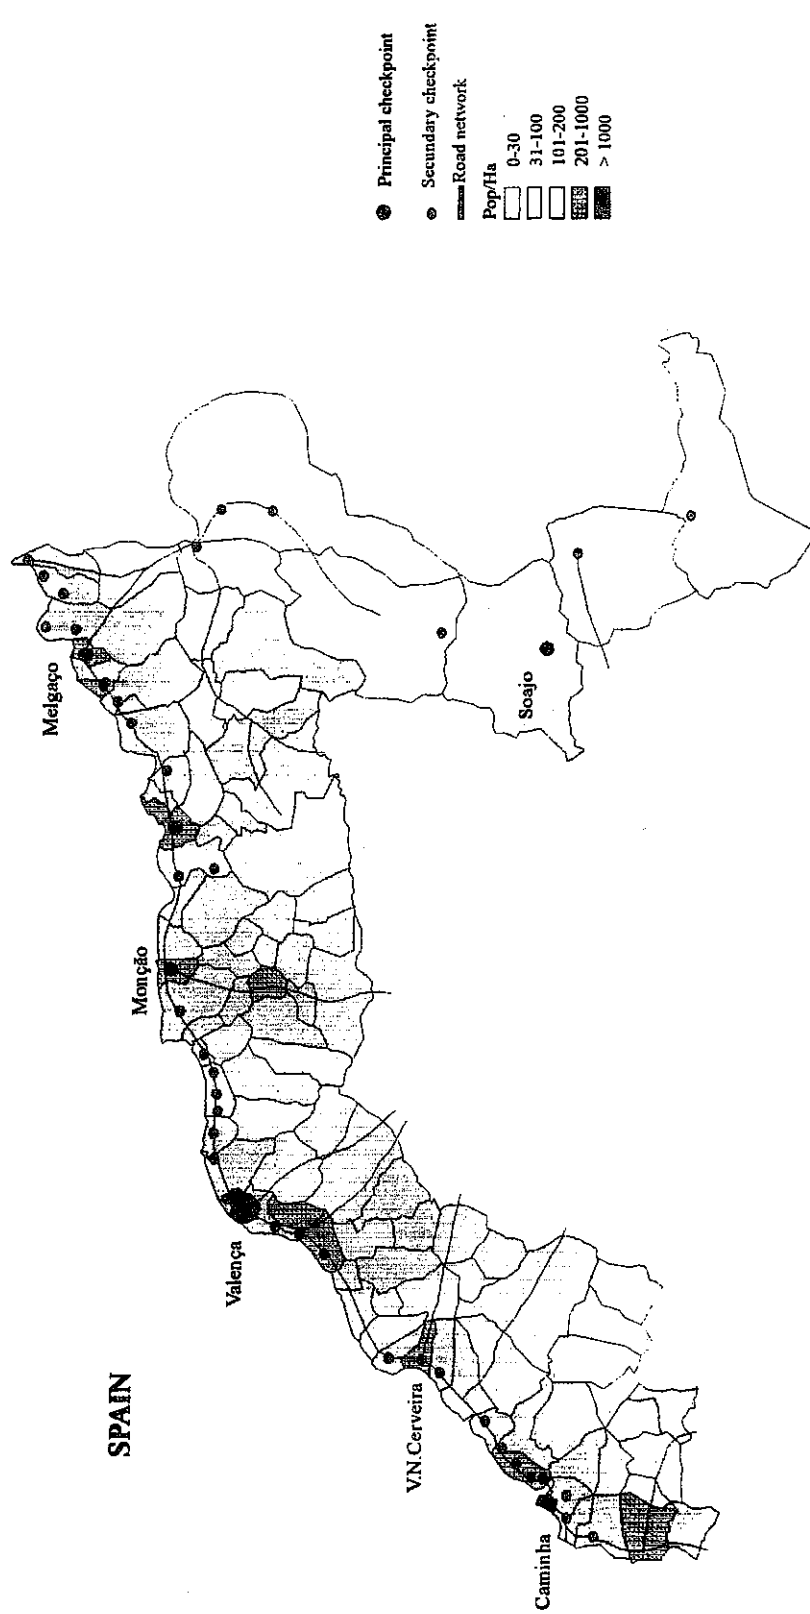 SPAIN
Caminha
V.N.Cerveira
Valença
Monção
Melgaço
Soajo
Principal checkpoint
Secundary checkpoint
Road network
Pop/Ha
0-30
31-100
101-200
201-1000
> 1000